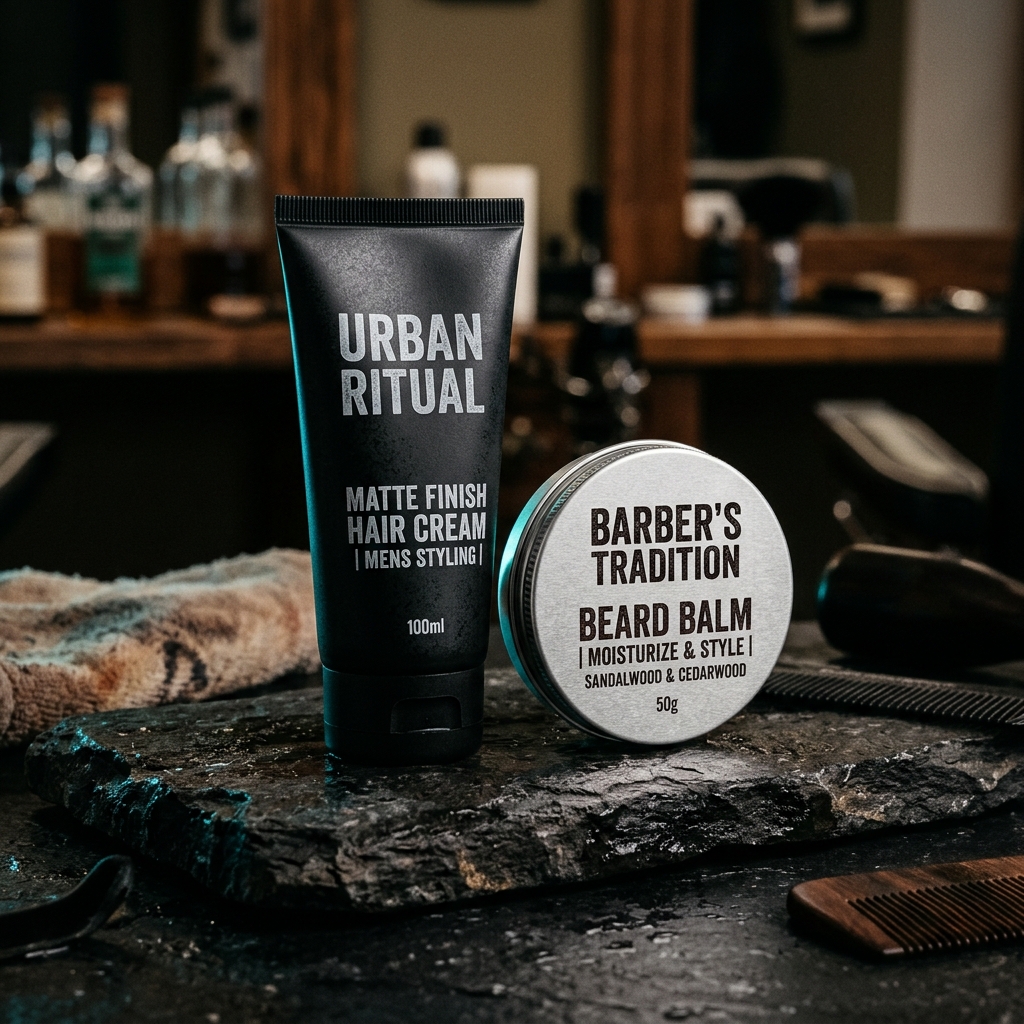 URBAN
RITUAL
MATTE FINISH
HAIR CREAM
| MENS STYLING |
100ml
BARBER'S
TRADITION
BEARD BALM
| MOISTURIZE & STYLE |
SANDALWOOD & CEDARWOOD
50g